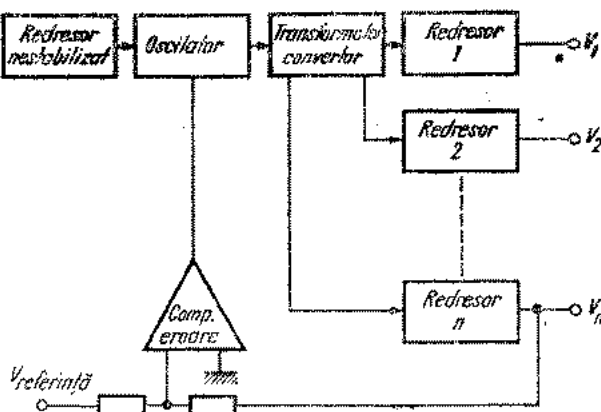 Redresor
nestabilizat
Oscilator
Transformator
convertor
Redresor
1
V₁
Redresor
2
V₂
Redresor
n
Vₙ
Comp.
eroare
Vreferință